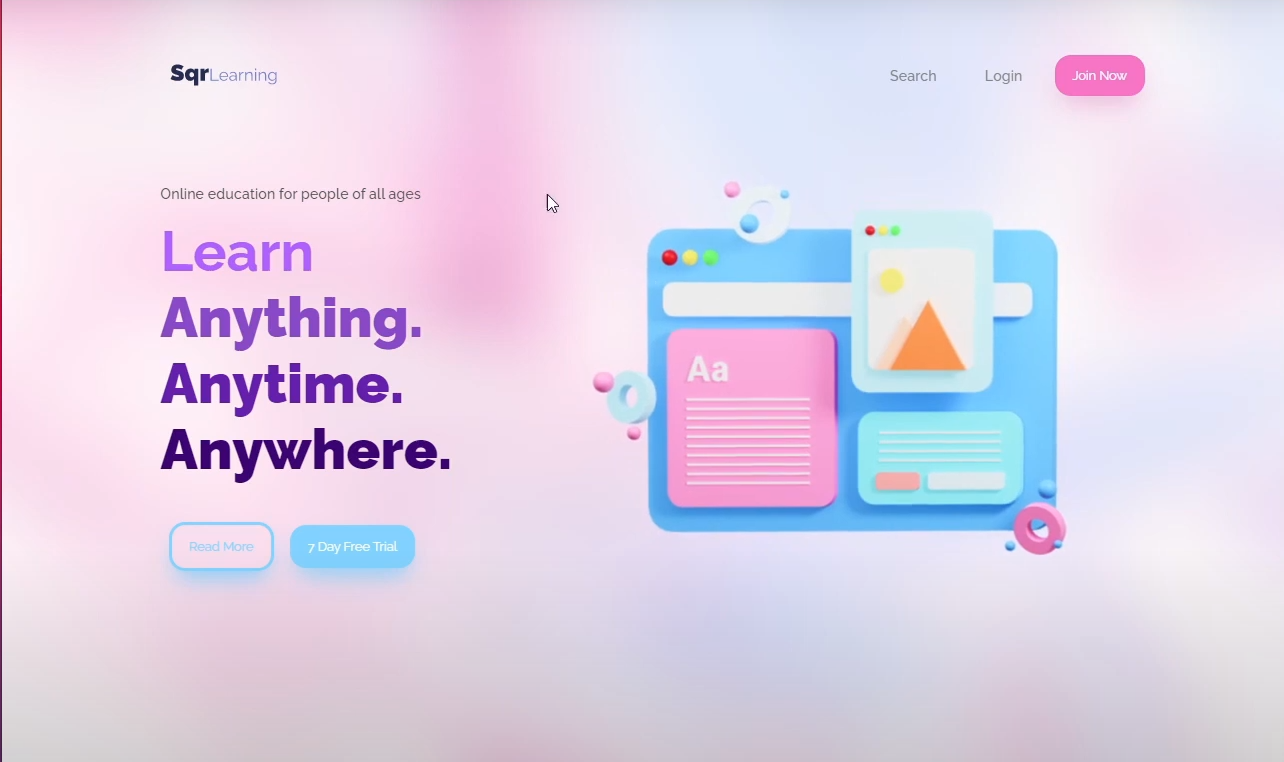 SqrLearning
Search
Login
Join Now
Online education for people of all ages
Learn
Anything.
Anytime.
Anywhere.
Read More
7 Day Free Trial
Aa